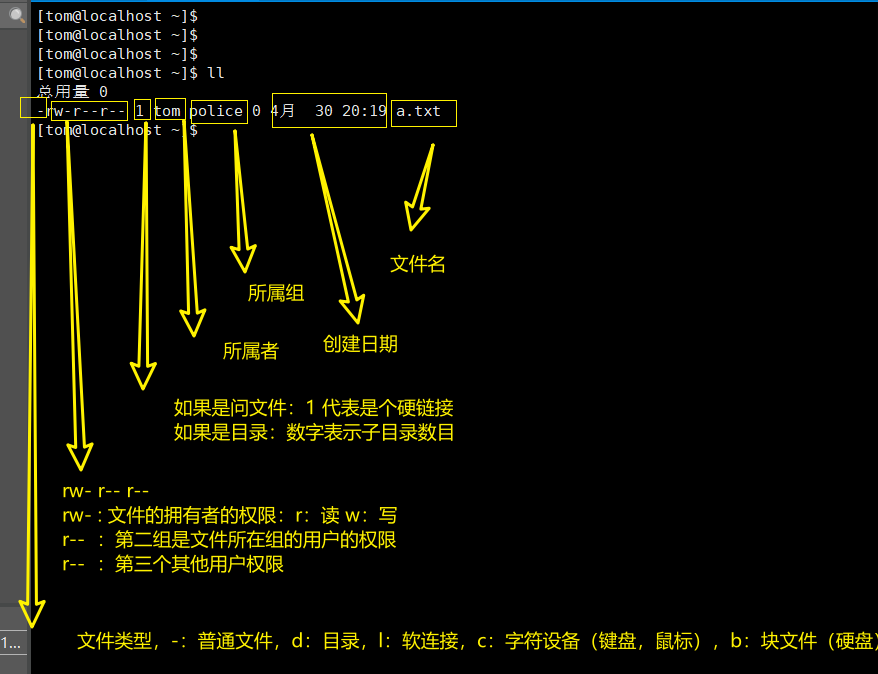 [tom@localhost ~]$
[tom@localhost ~]$
[tom@localhost ~]$
[tom@localhost ~]$ ll
总用量 0
-rw-r--r-- 1 tom police 0 4月  30 20:19 a.txt
[tom@localhost ~]$
文件名
所属组
创建日期
所属者
如果是问文件：1 代表是个硬链接
如果是目录：数字表示子目录数目
rw- r-- r--
rw- : 文件的拥有者的权限：r：读 w：写
r-- ：第二组是文件所在组的用户的权限
r-- ：第三个其他用户权限
文件类型，-：普通文件，d：目录，l：软连接，c：字符设备（键盘，鼠标），b：块文件（硬盘）
1...